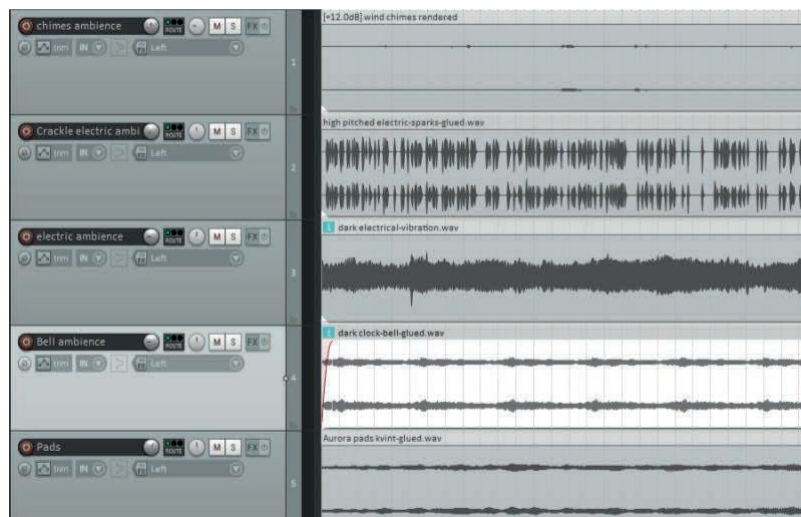 chimes ambience
ROUTE
M S FX
trim IN Left
1
[+12.0dB] wind chimes rendered
Crackle electric ambi
ROUTE
M S FX
trim IN Left
2
high pitched electric-sparks-glued.wav
electric ambience
ROUTE
M S FX
trim IN Left
3
i dark electrical-vibration.wav
Bell ambience
ROUTE
M S FX
trim IN Left
4
i dark clock-bell-glued.wav
Pads
ROUTE
M S FX
trim IN Left
5
Aurora pads kvint-glued.wav